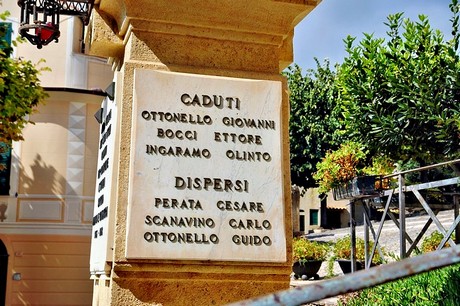 CADUTI
OTTONELLO GIOVANNI
BOCCI ETTORE
INGARAMO OLINTO
DISPERSI
PERATA CESARE
SCANAVINO CARLO
OTTONELLO GUIDO